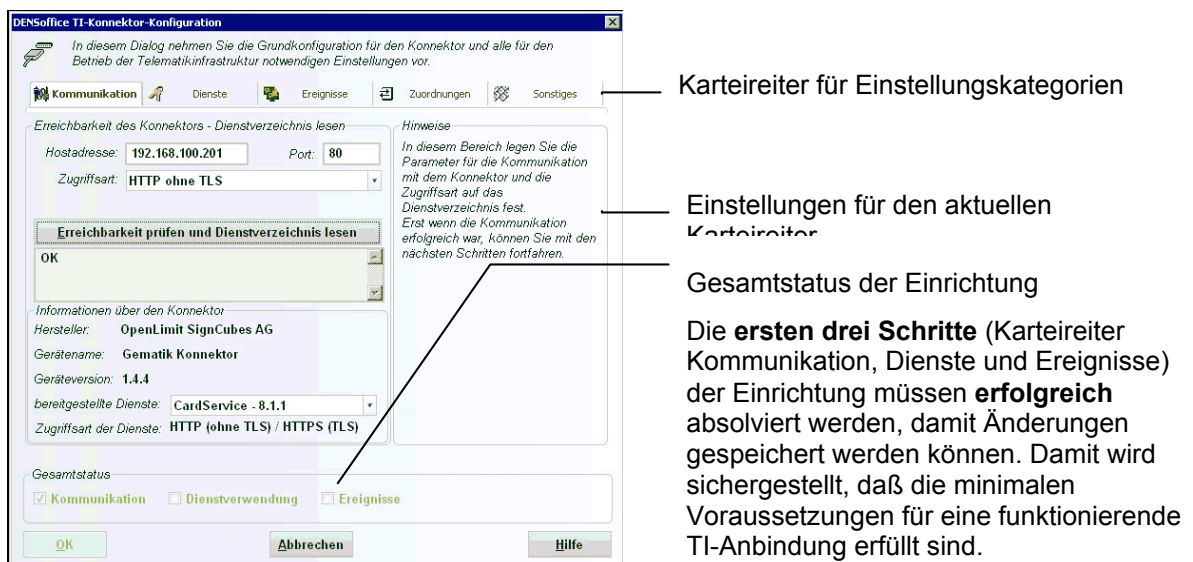 DENSoffice TI-Konnektor-Konfiguration
In diesem Dialog nehmen Sie die Grundkonfiguration für den Konnektor und alle für den
Betrieb der Telematikinfrastruktur notwendigen Einstellungen vor.
Kommunikation Dienste Ereignisse Zuordnungen Sonstiges
Erreichbarkeit des Konnektors - Dienstverzeichnis lesen
Hostadresse: 192.168.100.201 Port: 80
Zugriffsart: HTTP ohne TLS
Erreichbarkeit prüfen und Dienstverzeichnis lesen
OK
Informationen über den Konnektor
Hersteller: OpenLimit SignCubes AG
Gerätename: Gematik Konnektor
Geräteversion: 1.4.4
bereitgestellte Dienste: CardService - 8.1.1
Zugriffsart der Dienste: HTTP (ohne TLS) / HTTPS (TLS)
Hinweise
In diesem Bereich legen Sie die
Parameter für die Kommunikation
mit dem Konnektor und die
Zugriffsart auf das
Dienstverzeichnis fest.
Erst wenn die Kommunikation
erfolgreich war, können Sie mit den
nächsten Schritten fortfahren.
Gesamtstatus
Kommunikation Dienstverwendung Ereignisse
OK Abbrechen Hilfe
Karteireiter für Einstellungskategorien
Einstellungen für den aktuellen
Karteireiter
Gesamtstatus der Einrichtung
Die ersten drei Schritte (Karteireiter
Kommunikation, Dienste und Ereignisse)
der Einrichtung müssen erfolgreich
absolviert werden, damit Änderungen
gespeichert werden können. Damit wird
sichergestellt, daß die minimalen
Voraussetzungen für eine funktionierende
TI-Anbindung erfüllt sind.